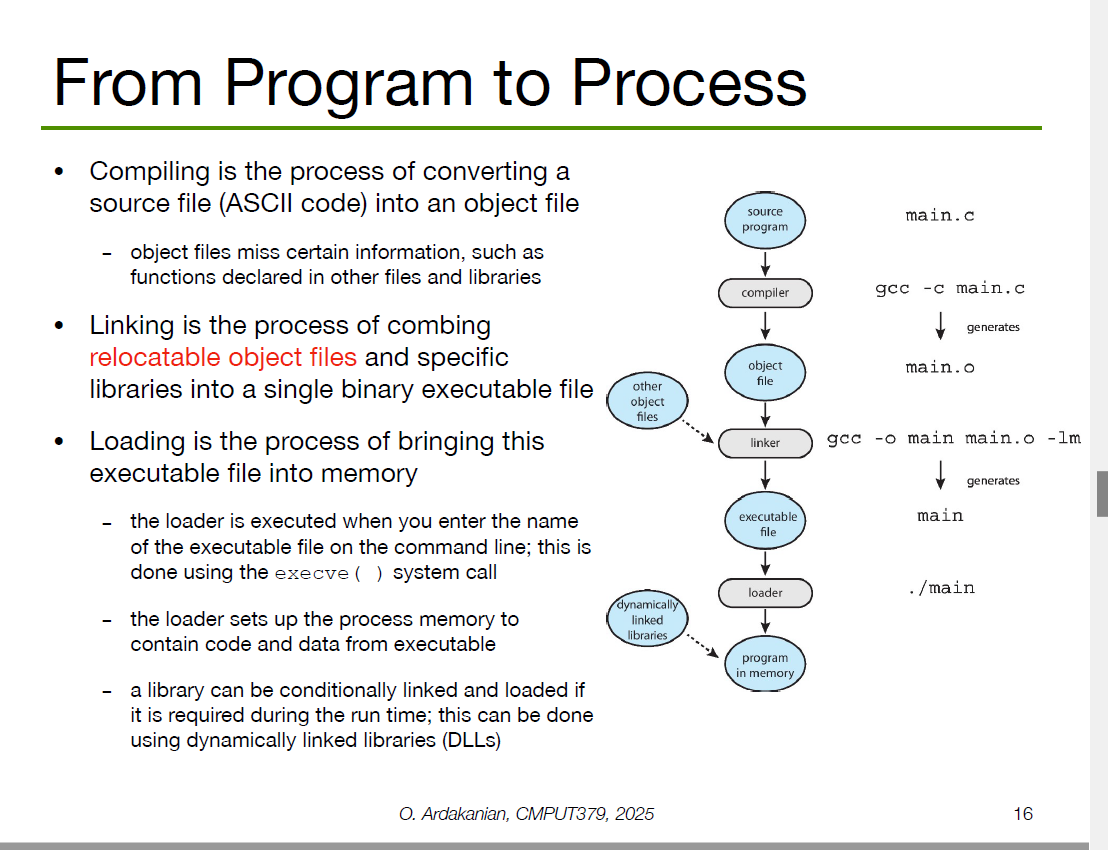 From Program to Process
• Compiling is the process of converting a
source file (ASCII code) into an object file
– object files miss certain information, such as
functions declared in other files and libraries
• Linking is the process of combing
relocatable object files and specific
libraries into a single binary executable file
• Loading is the process of bringing this
executable file into memory
– the loader is executed when you enter the name
of the executable file on the command line; this is
done using the execve( ) system call
– the loader sets up the process memory to
contain code and data from executable
– a library can be conditionally linked and loaded if
it is required during the run time; this can be done
using dynamically linked libraries (DLLs)
source
program
main.c
compiler
gcc -c main.c
generates
object
file
main.o
other
object
files
linker
gcc -o main main.o -lm
generates
executable
file
main
loader
./main
dynamically
linked
libraries
program
in memory
O. Ardakanian, CMPUT379, 2025
16